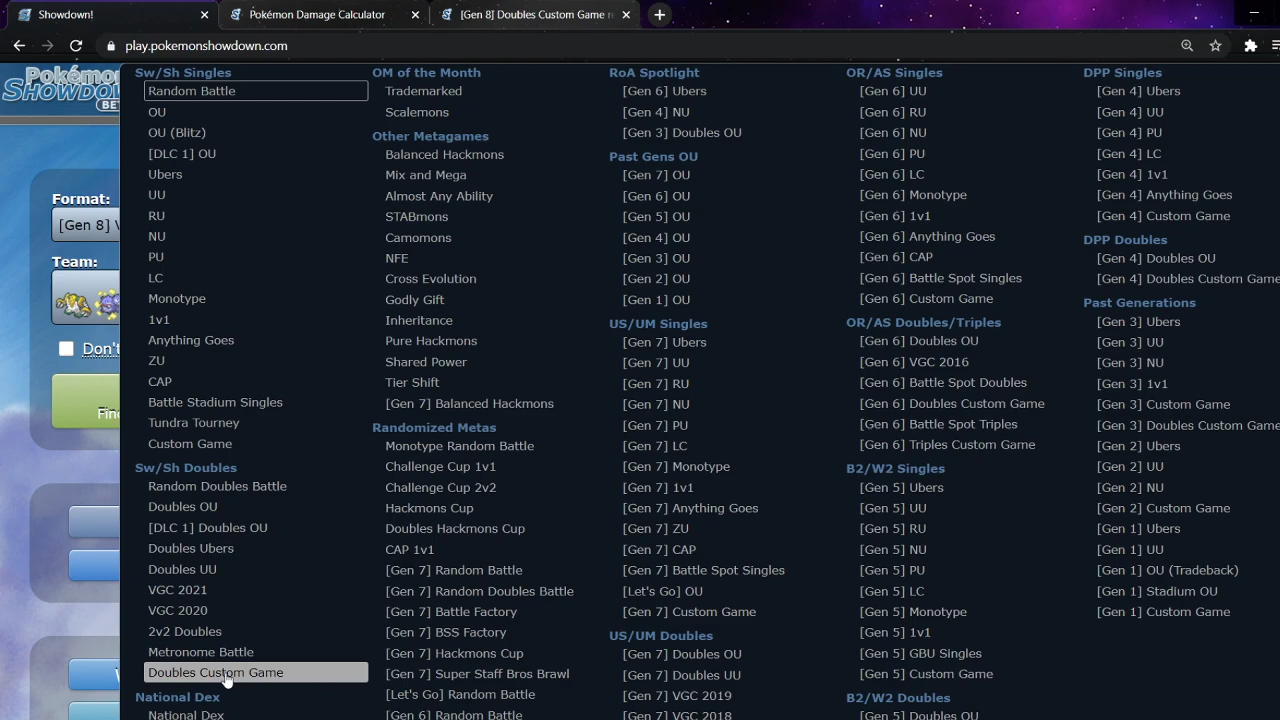 Showdown!
Pokémon Damage Calculator
[Gen 8] Doubles Custom Game r
play.pokemonshowdown.com
Pokémon
SHOWDOWN
BET
Format:
[Gen 8] V
Team:
Don't
Find
Sw/Sh Singles
Random Battle
OU
OU (Blitz)
[DLC 1] OU
Ubers
UU
RU
NU
PU
LC
Monotype
1v1
Anything Goes
ZU
CAP
Battle Stadium Singles
Tundra Tourney
Custom Game
Sw/Sh Doubles
Random Doubles Battle
Doubles OU
[DLC 1] Doubles OU
Doubles Ubers
Doubles UU
VGC 2021
VGC 2020
2v2 Doubles
Metronome Battle
Doubles Custom Game
National Dex
National Dex
OM of the Month
Trademarked
Scalemons
Other Metagames
Balanced Hackmons
Mix and Mega
Almost Any Ability
STABmons
Camomons
NFE
Cross Evolution
Godly Gift
Inheritance
Pure Hackmons
Shared Power
Tier Shift
[Gen 7] Balanced Hackmons
Randomized Metas
Monotype Random Battle
Challenge Cup 1v1
Challenge Cup 2v2
Hackmons Cup
Doubles Hackmons Cup
CAP 1v1
[Gen 7] Random Battle
[Gen 7] Random Doubles Battle
[Gen 7] Battle Factory
[Gen 7] BSS Factory
[Gen 7] Hackmons Cup
[Gen 7] Super Staff Bros Brawl
[Let's Go] Random Battle
[Gen 6] Random Battle
RoA Spotlight
[Gen 6] Ubers
[Gen 4] NU
[Gen 3] Doubles OU
Past Gens OU
[Gen 7] OU
[Gen 6] OU
[Gen 5] OU
[Gen 4] OU
[Gen 3] OU
[Gen 2] OU
[Gen 1] OU
US/UM Singles
[Gen 7] Ubers
[Gen 7] UU
[Gen 7] RU
[Gen 7] NU
[Gen 7] PU
[Gen 7] LC
[Gen 7] Monotype
[Gen 7] 1v1
[Gen 7] Anything Goes
[Gen 7] ZU
[Gen 7] CAP
[Gen 7] Battle Spot Singles
[Let's Go] OU
[Gen 7] Custom Game
US/UM Doubles
[Gen 7] Doubles OU
[Gen 7] Doubles UU
[Gen 7] VGC 2019
[Gen 7] VGC 2018
OR/AS Singles
[Gen 6] UU
[Gen 6] RU
[Gen 6] NU
[Gen 6] PU
[Gen 6] LC
[Gen 6] Monotype
[Gen 6] 1v1
[Gen 6] Anything Goes
[Gen 6] CAP
[Gen 6] Battle Spot Singles
[Gen 6] Custom Game
OR/AS Doubles/Triples
[Gen 6] Doubles OU
[Gen 6] VGC 2016
[Gen 6] Battle Spot Doubles
[Gen 6] Doubles Custom Game
[Gen 6] Battle Spot Triples
[Gen 6] Triples Custom Game
B2/W2 Singles
[Gen 5] Ubers
[Gen 5] UU
[Gen 5] RU
[Gen 5] NU
[Gen 5] PU
[Gen 5] LC
[Gen 5] Monotype
[Gen 5] 1v1
[Gen 5] GBU Singles
[Gen 5] Custom Game
B2/W2 Doubles
[Gen 5] Doubles OU
DPP Singles
[Gen 4] Ubers
[Gen 4] UU
[Gen 4] PU
[Gen 4] LC
[Gen 4] 1v1
[Gen 4] Anything Goes
[Gen 4] Custom Game
DPP Doubles
[Gen 4] Doubles OU
[Gen 4] Doubles Custom Game
Past Generations
[Gen 3] Ubers
[Gen 3] UU
[Gen 3] NU
[Gen 3] 1v1
[Gen 3] Custom Game
[Gen 3] Doubles Custom Game
[Gen 2] Ubers
[Gen 2] UU
[Gen 2] NU
[Gen 2] Custom Game
[Gen 1] Ubers
[Gen 1] UU
[Gen 1] OU (Tradeback)
[Gen 1] Stadium OU
[Gen 1] Custom Game